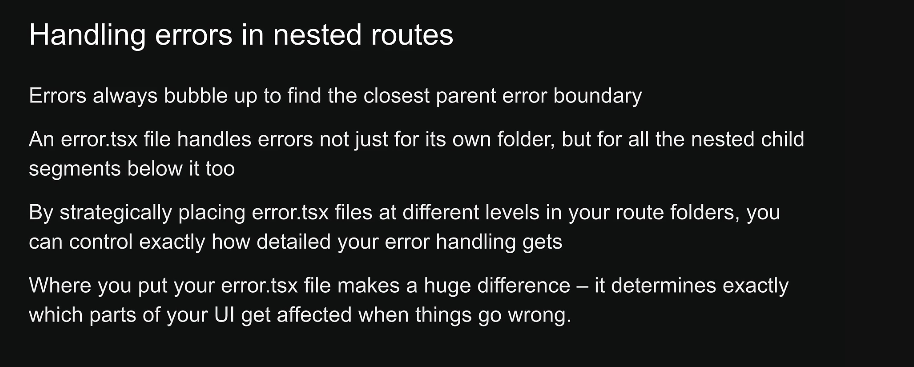 Handling errors in nested routes
Errors always bubble up to find the closest parent error boundary
An error.tsx file handles errors not just for its own folder, but for all the nested child
segments below it too
By strategically placing error.tsx files at different levels in your route folders, you
can control exactly how detailed your error handling gets
Where you put your error.tsx file makes a huge difference – it determines exactly
which parts of your UI get affected when things go wrong.